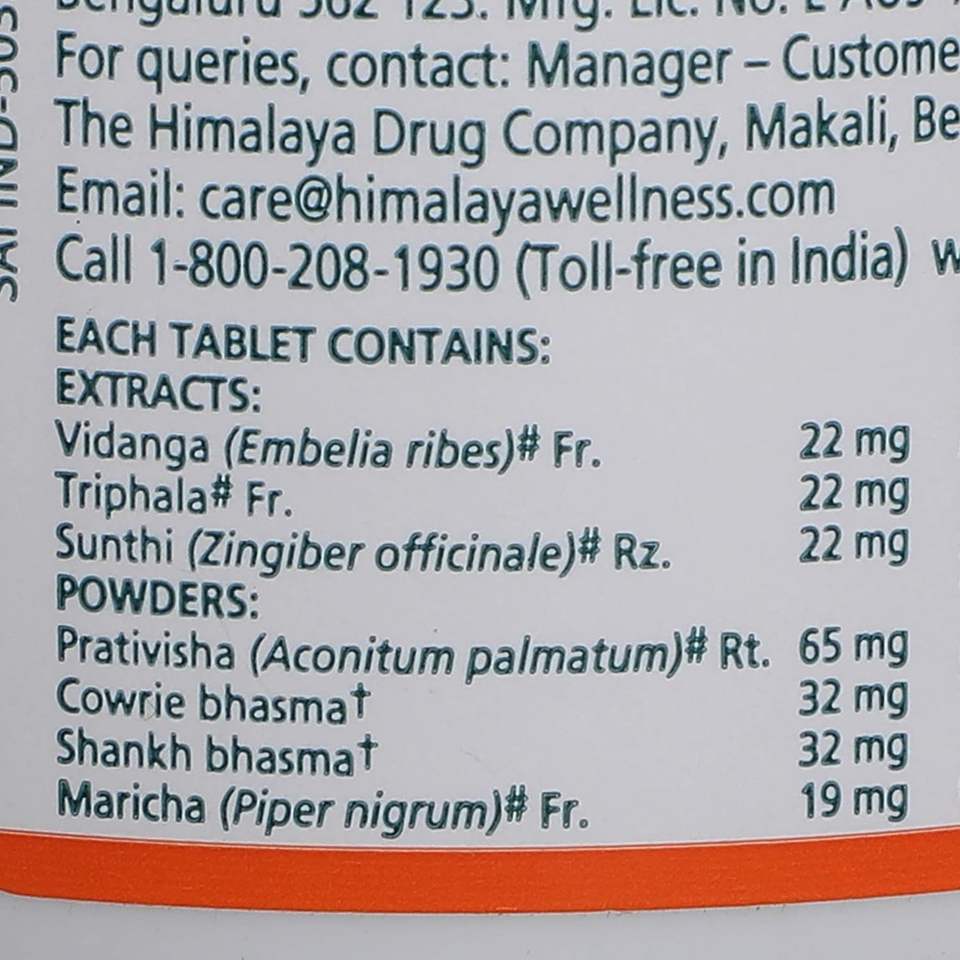 For queries, contact: Manager – Custome
The Himalaya Drug Company, Makali, Be
Email: care@himalayawellness.com
Call 1-800-208-1930 (Toll-free in India) w
EACH TABLET CONTAINS:
EXTRACTS:
Vidanga (Embelia ribes)# Fr. 22 mg
Triphala# Fr. 22 mg
Sunthi (Zingiber officinale)# Rz. 22 mg
POWDERS:
Prativisha (Aconitum palmatum)# Rt. 65 mg
Cowrie bhasma† 32 mg
Shankh bhasma† 32 mg
Maricha (Piper nigrum)# Fr. 19 mg